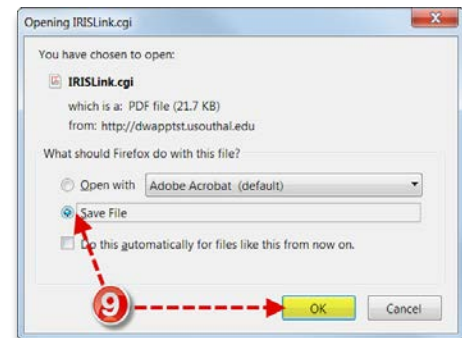 Opening IRISLink.cgi
You have chosen to open:
IRISLink.cgi
which is a: PDF file (21.7 KB)
from: http://dwapptst.usouthal.edu
What should Firefox do with this file?
Open with Adobe Acrobat (default)
Save File
Do this automatically for files like this from now on.
9 OK Cancel